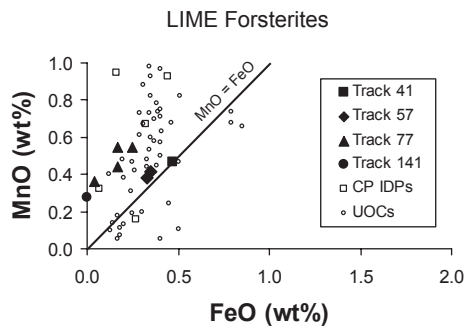 LIME Forsterites
MnO (wt%)
1.0
0.8
0.6
0.4
0.2
0.0
MnO = FeO
Track 41
Track 57
Track 77
Track 141
CP IDPs
UOCs
0.0
0.5
1.0
1.5
2.0
FeO (wt%)